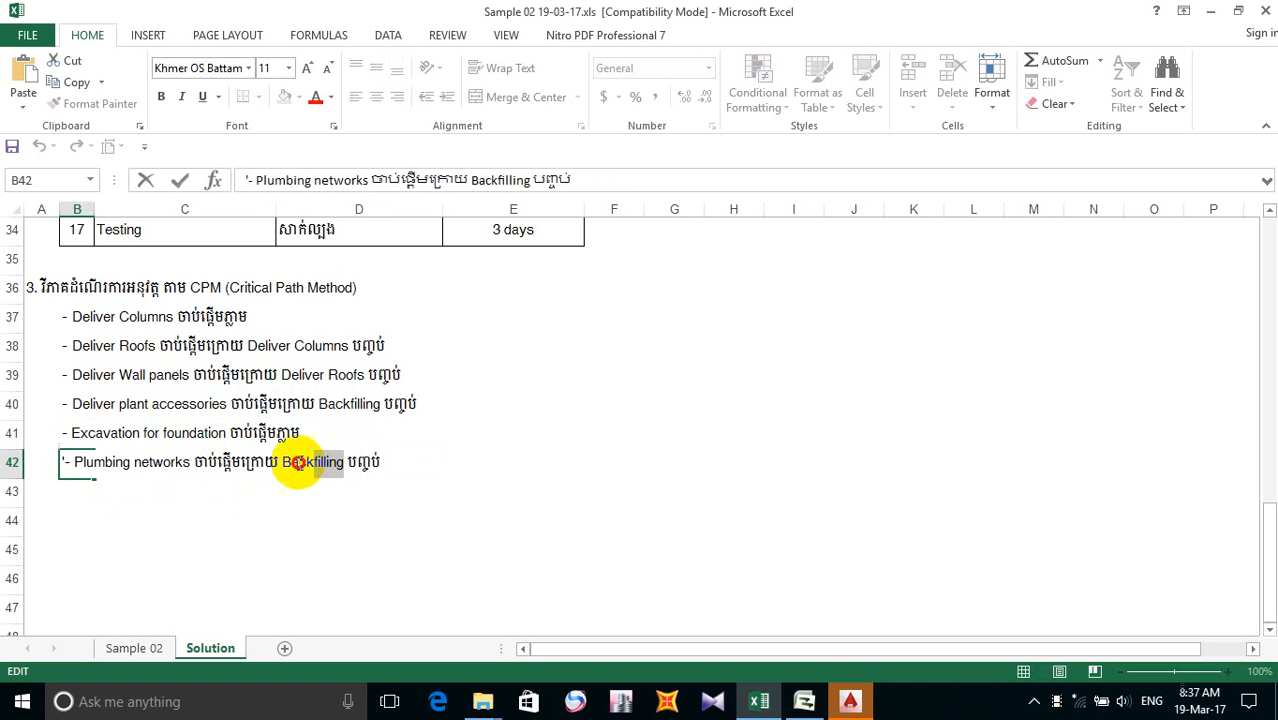 Sample 02 19-03-17.xls [Compatibility Mode] - Microsoft Excel
Sign in
FILE HOME INSERT PAGE LAYOUT FORMULAS DATA REVIEW VIEW Nitro PDF Professional 7
Paste Cut
Copy
Format Painter
Clipboard
Khmer OS Battam 11
B I U
Font
Wrap Text
Merge & Center
Alignment
General
$ %
Number
Conditional Formatting
Format as Table
Cell Styles
Styles
Insert Delete Format
Cells
AutoSum
Fill
Clear
Sort & Filter
Find & Select
Editing
B42
'- Plumbing networks ចាប់ផ្តើមក្រោយ Backfilling បញ្ចប់
A B C D E F G H I J K L M N O P
34 17 Testing សាក់ល្បង 3 days
35
36 3. វីភាគដំណើរការអនុវត្ត តាម CPM (Critical Path Method)
37 - Deliver Columns ចាប់ផ្តើមភ្លាម
38 - Deliver Roofs ចាប់ផ្តើមក្រោយ Deliver Columns បញ្ចប់
39 - Deliver Wall panels ចាប់ផ្តើមក្រោយ Deliver Roofs បញ្ចប់
40 - Deliver plant accessories ចាប់ផ្តើមក្រោយ Backfilling បញ្ចប់
41 - Excavation for foundation ចាប់ផ្តើមភ្លាម
42 '- Plumbing networks ចាប់ផ្តើមក្រោយ Backfilling បញ្ចប់
43
44
45
46
47
Sample 02 Solution
EDIT 100%
Ask me anything
ENG
8:37 AM
19-Mar-17